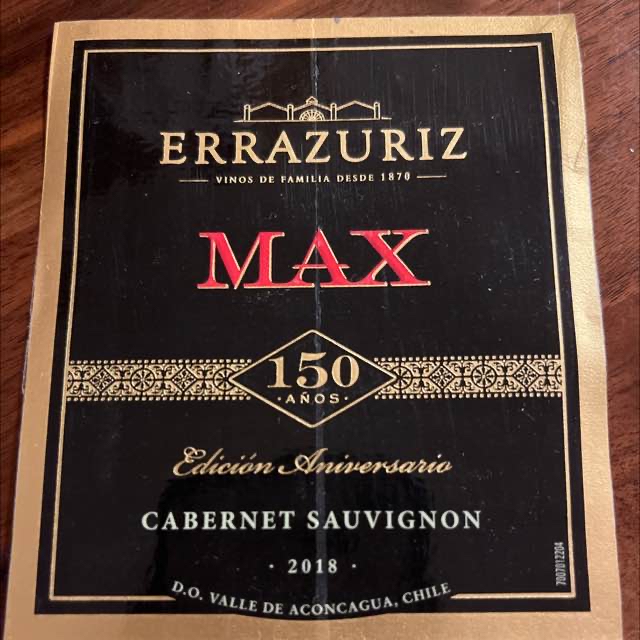 ERRAZURIZ
VINOS DE FAMILIA DESDE 1870
MAX
150
· AÑOS ·
Edición Aniversario
CABERNET SAUVIGNON
· 2018 ·
D.O. VALLE DE ACONCAGUA, CHILE
7007012204